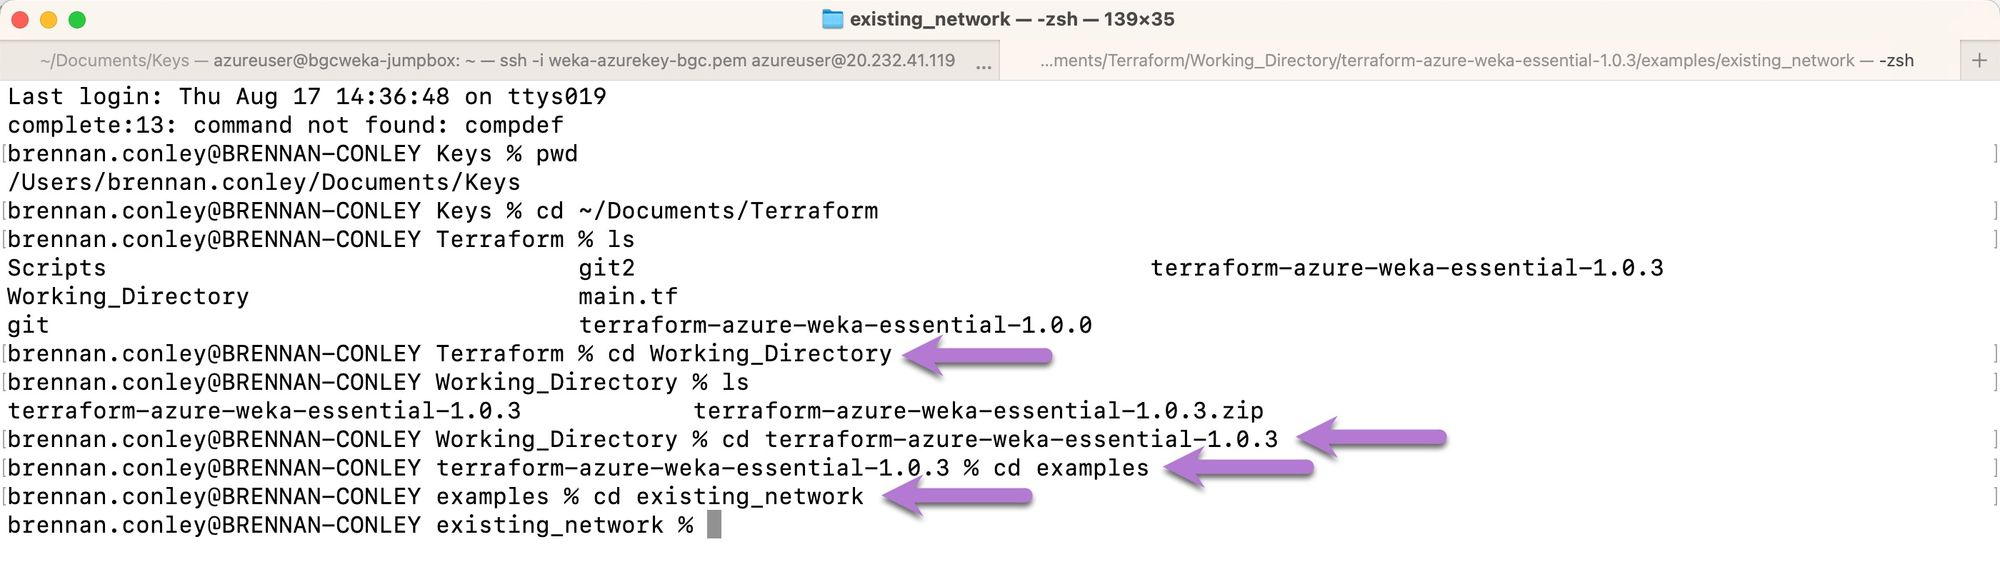 existing_network — -zsh — 139×35
~/Documents/Keys — azureuser@bgcweka-jumpbox: ~ — ssh -i weka-azurekey-bgc.pem azureuser@20.232.41.119 ...
...ments/Terraform/Working_Directory/terraform-azure-weka-essential-1.0.3/examples/existing_network — -zsh +
Last login: Thu Aug 17 14:36:48 on ttys019
complete:13: command not found: compdef
[brennan.conley@BRENNAN-CONLEY Keys % pwd ]
/Users/brennan.conley/Documents/Keys
[brennan.conley@BRENNAN-CONLEY Keys % cd ~/Documents/Terraform ]
[brennan.conley@BRENNAN-CONLEY Terraform % ls ]
Scripts git2 terraform-azure-weka-essential-1.0.3
Working_Directory main.tf
git terraform-azure-weka-essential-1.0.0
[brennan.conley@BRENNAN-CONLEY Terraform % cd Working_Directory ]
[brennan.conley@BRENNAN-CONLEY Working_Directory % ls ]
terraform-azure-weka-essential-1.0.3 terraform-azure-weka-essential-1.0.3.zip
[brennan.conley@BRENNAN-CONLEY Working_Directory % cd terraform-azure-weka-essential-1.0.3 ]
[brennan.conley@BRENNAN-CONLEY terraform-azure-weka-essential-1.0.3 % cd examples ]
[brennan.conley@BRENNAN-CONLEY examples % cd existing_network ]
brennan.conley@BRENNAN-CONLEY existing_network %